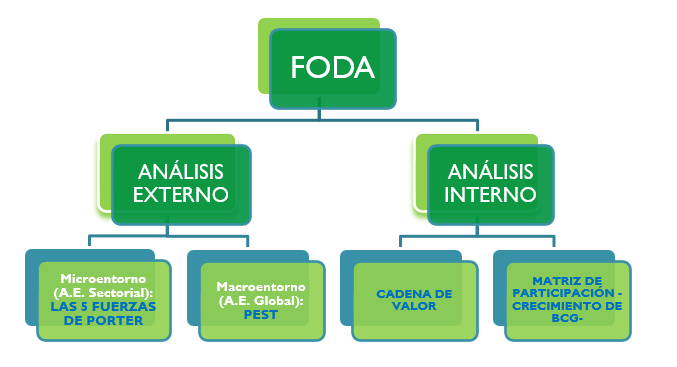 FODA
ANÁLISIS
EXTERNO
ANÁLISIS
INTERNO
Microentorno
(A.E. Sectorial):
LAS 5 FUERZAS
DE PORTER
Macroentorno
(A.E. Global):
PEST
CADENA DE
VALOR
MATRIZ DE
PARTICIPACIÓN -
CRECIMIENTO DE
BCG-